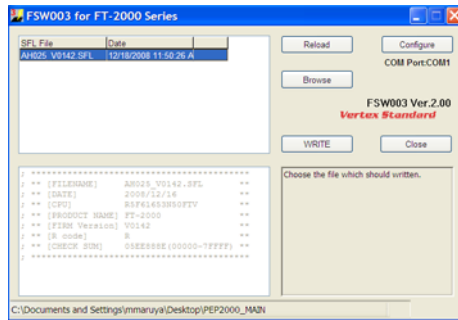 FSW003 for FT-2000 Series
SFL File Date
AH025_V0142.SFL 12/18/2008 11:50:26 A
Reload
Configure
COM Port:COM1
Browse
FSW003 Ver.2.00
Vertex Standard
WRITE
Close
; *******************************************
; ** [FILENAME] AH025_V0142.SFL **
; ** [DATE] 2008/12/16 **
; ** [CPU] R5F61653N50FTV **
; ** [PRODUCT NAME] FT-2000 **
; ** [FIRM Version] V0142 **
; ** [R code] R **
; ** [CHECK SUM] 05EE888E(00000-7FFFF) **
; *******************************************
Choose the file which should written.
C:\Documents and Settings\mmaruya\Desktop\PEP2000_MAIN